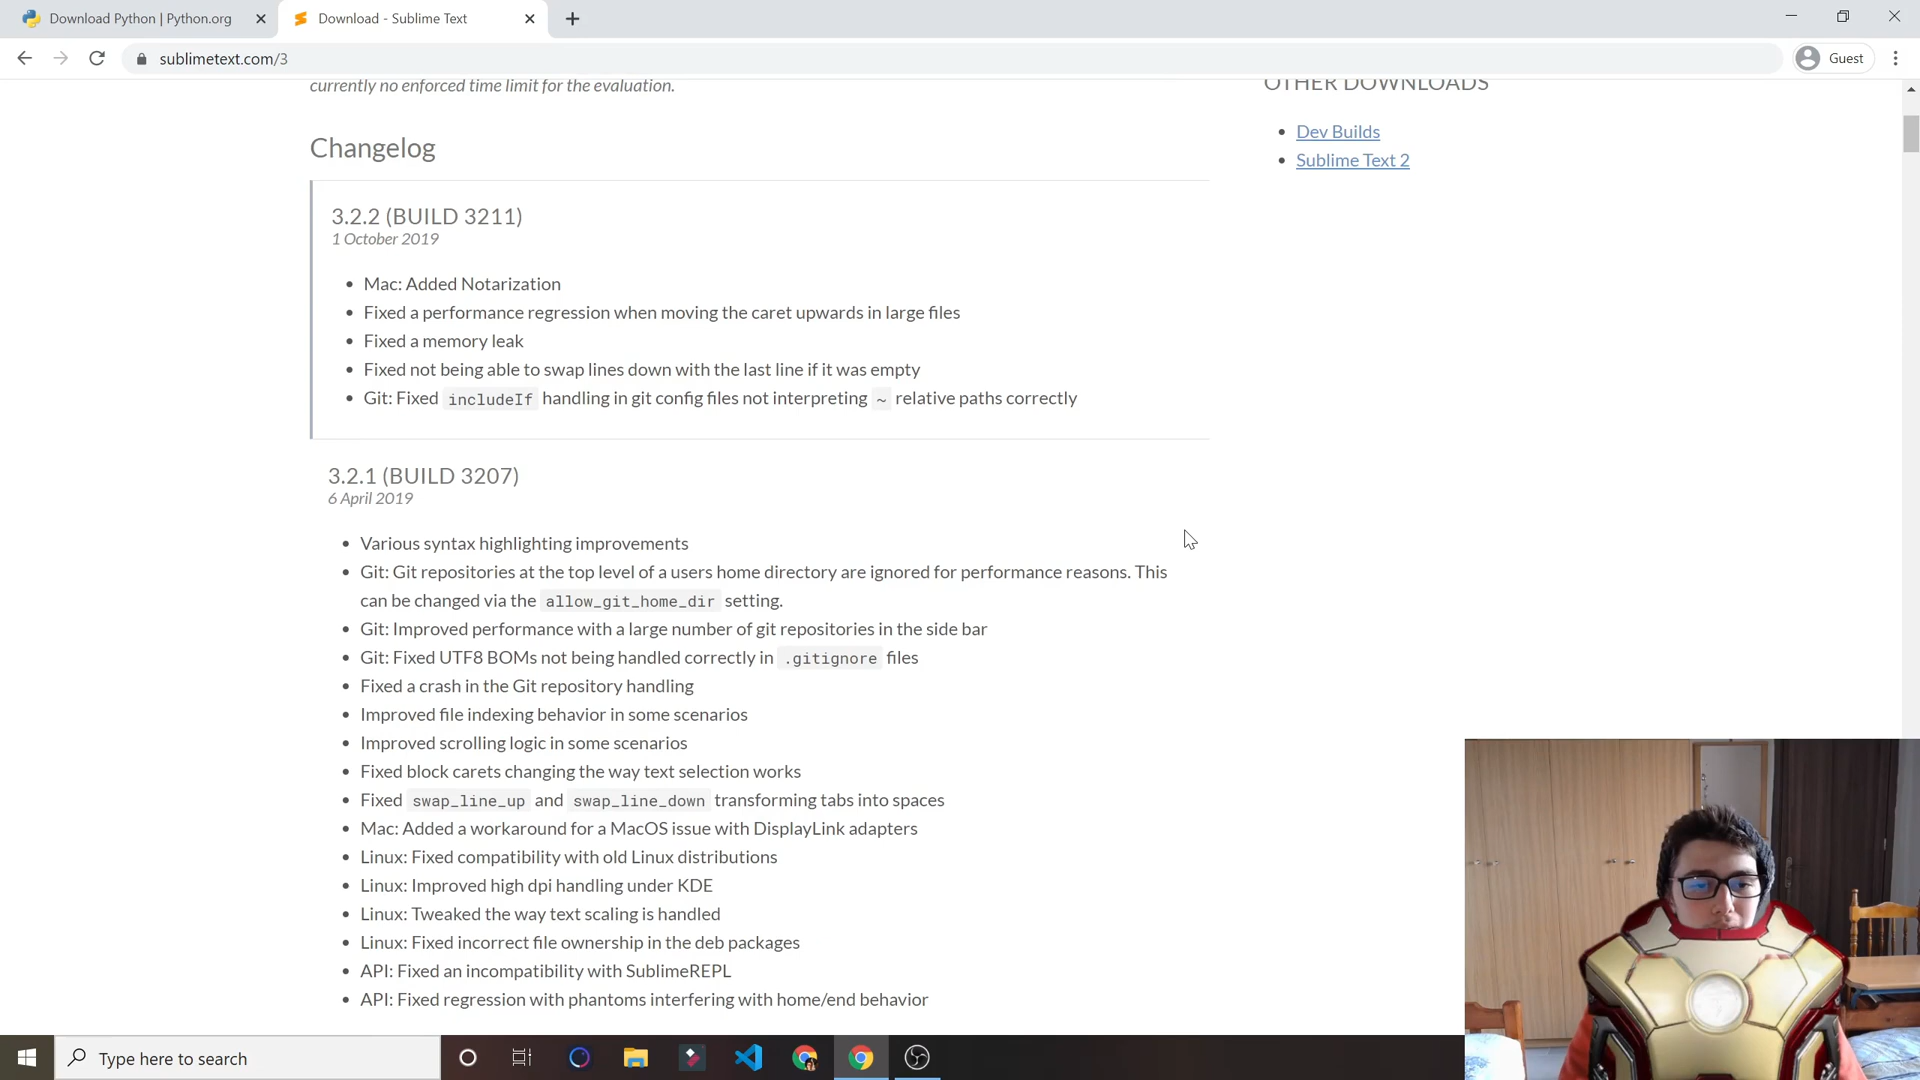 Download Python | Python.org
Download - Sublime Text
sublimetext.com/3
Guest
currently no enforced time limit for the evaluation.
OTHER DOWNLOADS
Dev Builds
Sublime Text 2
Changelog
3.2.2 (BUILD 3211)
1 October 2019
Mac: Added Notarization
Fixed a performance regression when moving the caret upwards in large files
Fixed a memory leak
Fixed not being able to swap lines down with the last line if it was empty
Git: Fixed includeIf handling in git config files not interpreting ~ relative paths correctly
3.2.1 (BUILD 3207)
6 April 2019
Various syntax highlighting improvements
Git: Git repositories at the top level of a users home directory are ignored for performance reasons. This
can be changed via the allow_git_home_dir setting.
Git: Improved performance with a large number of git repositories in the side bar
Git: Fixed UTF8 BOMs not being handled correctly in .gitignore files
Fixed a crash in the Git repository handling
Improved file indexing behavior in some scenarios
Improved scrolling logic in some scenarios
Fixed block carets changing the way text selection works
Fixed swap_line_up and swap_line_down transforming tabs into spaces
Mac: Added a workaround for a MacOS issue with DisplayLink adapters
Linux: Fixed compatibility with old Linux distributions
Linux: Improved high dpi handling under KDE
Linux: Tweaked the way text scaling is handled
Linux: Fixed incorrect file ownership in the deb packages
API: Fixed an incompatibility with SublimeREPL
API: Fixed regression with phantoms interfering with home/end behavior
Type here to search